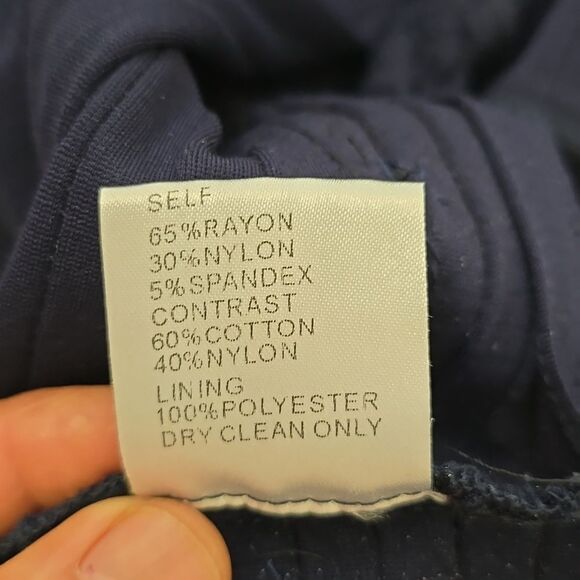 SELF
65%RAYON
30%NYLON
5%SPANDEX
CONTRAST
60%COTTON
40%NYLON
LINING
100%POLYESTER
DRY CLEAN ONLY